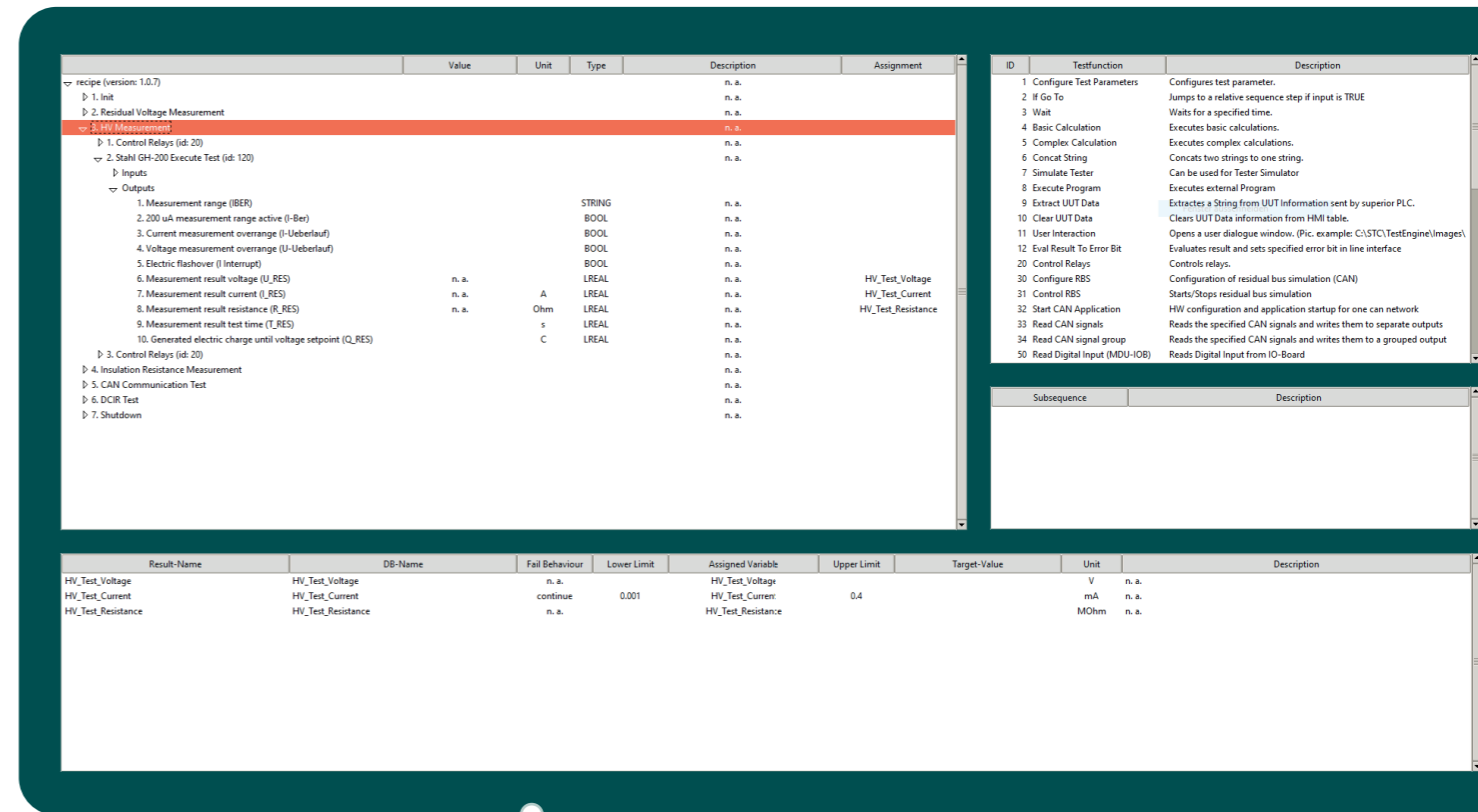 Value Unit Type Description Assignment
recipe (version: 1.0.7) n. a.
1. Init n. a.
2. Residual Voltage Measurement n. a.
3. HV Measurement n. a.
1. Control Relays (id: 20) n. a.
2. Stahl GH-200 Execute Test (id: 120) n. a.
Inputs
Outputs
1. Measurement range (IBER) STRING n. a.
2. 200 uA measurement range active (I-Ber) BOOL n. a.
3. Current measurement overrange (I-Ueberlauf) BOOL n. a.
4. Voltage measurement overrange (U-Ueberlauf) BOOL n. a.
5. Electric flashover (I Interrupt) BOOL n. a.
6. Measurement result voltage (U_RES) n. a. LREAL n. a. HV_Test_Voltage
7. Measurement result current (I_RES) n. a. A LREAL n. a. HV_Test_Current
8. Measurement result resistance (R_RES) n. a. Ohm LREAL n. a. HV_Test_Resistance
9. Measurement result test time (T_RES) s LREAL n. a.
10. Generated electric charge until voltage setpoint (Q_RES) C LREAL n. a.
3. Control Relays (id: 20) n. a.
4. Insulation Resistance Measurement n. a.
5. CAN Communication Test n. a.
6. DCIR Test n. a.
7. Shutdown n. a.
ID Testfunction Description
1 Configure Test Parameters Configures test parameter.
2 If Go To Jumps to a relative sequence step if input is TRUE
3 Wait Waits for a specified time.
4 Basic Calculation Executes basic calculations.
5 Complex Calculation Executes complex calculations.
6 Concat String Concats two strings to one string.
7 Simulate Tester Can be used for Tester Simulator
8 Execute Program Executes external Program
9 Extract UUT Data Extractes a String from UUT Information sent by superior PLC.
10 Clear UUT Data Clears UUT Data information from HMI table.
11 User Interaction Opens a user dialogue window. (Pic. example: C:\STC\TestEngine\Images\
12 Eval Result To Error Bit Evaluates result and sets specified error bit in line interface
20 Control Relays Controls relays.
30 Configure RBS Configuration of residual bus simulation (CAN)
31 Control RBS Starts/Stops residual bus simulation
32 Start CAN Application HW configuration and application startup for one can network
33 Read CAN signals Reads the specified CAN signals and writes them to separate outputs
34 Read CAN signal group Reads the specified CAN signals and writes them to a grouped output
50 Read Digital Input (MDU-IOB) Reads Digital Input from IO-Board
Subsequence Description
Result-Name DB-Name Fail Behaviour Lower Limit Assigned Variable Upper Limit Target-Value Unit Description
HV_Test_Voltage HV_Test_Voltage n. a. HV_Test_Voltage V n. a.
HV_Test_Current HV_Test_Current continue 0.001 HV_Test_Curren: 0.4 mA n. a.
HV_Test_Resistance HV_Test_Resistance n. a. HV_Test_Resistan:e MOhm n. a.